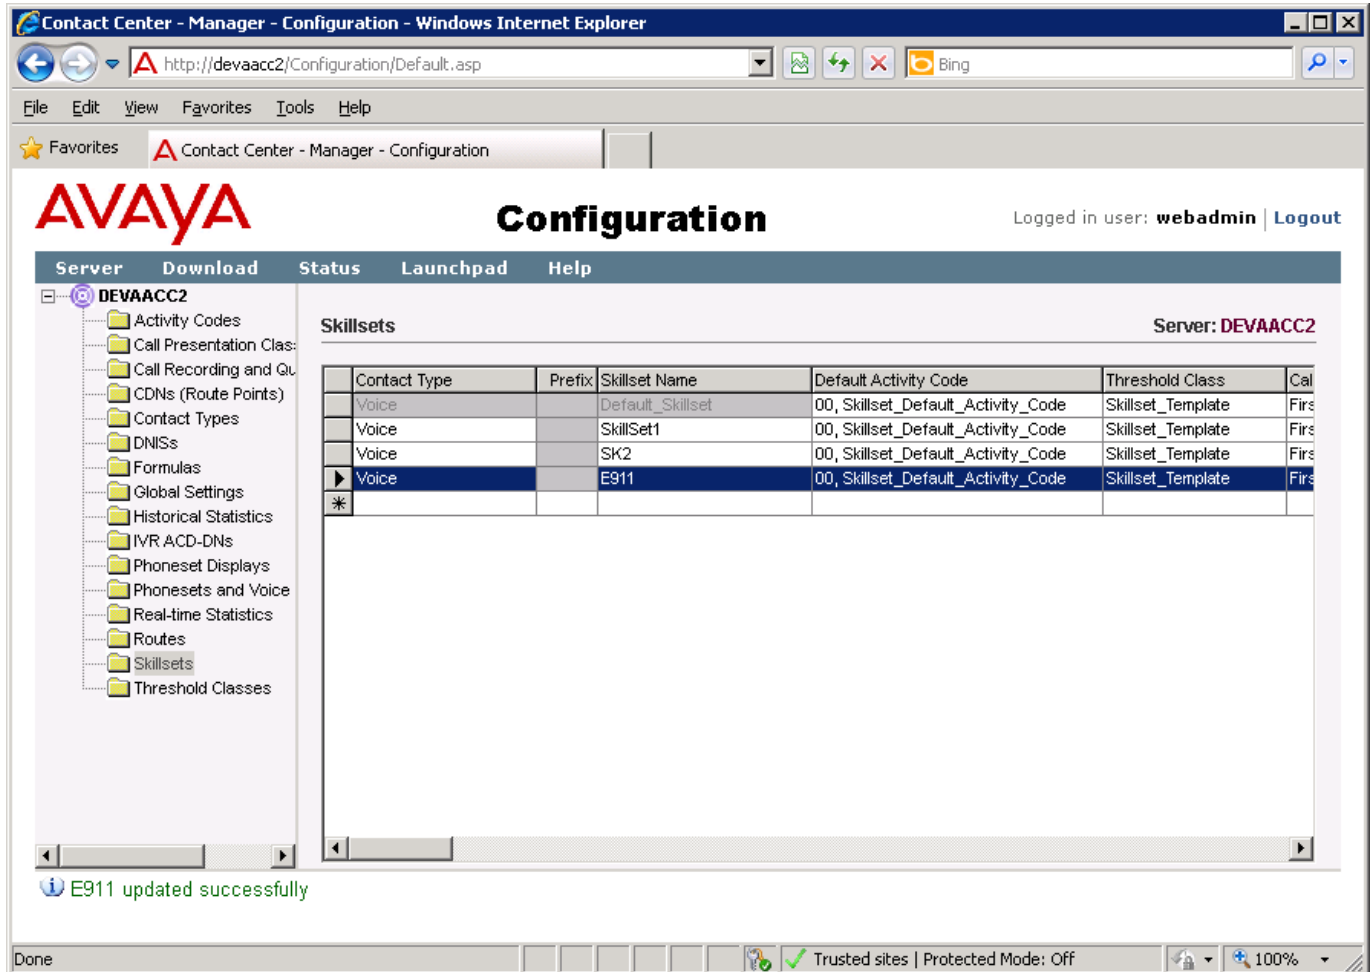 Contact Center - Manager - Configuration - Windows Internet Explorer
http://devaacc2/Configuration/Default.asp
Bing
File Edit View Favorites Tools Help
Favorites
Contact Center - Manager - Configuration
AVAYA
Configuration
Logged in user: webadmin | Logout
Server Download Status Launchpad Help
DEVAACC2
Activity Codes
Call Presentation Clas
Call Recording and Qu
CDNs (Route Points)
Contact Types
DNISs
Formulas
Global Settings
Historical Statistics
IVR ACD-DNs
Phoneset Displays
Phonesets and Voice
Real-time Statistics
Routes
Skillsets
Threshold Classes
Skillsets
Server: DEVAACC2
Contact Type Prefix Skillset Name Default Activity Code Threshold Class Cal
Voice Default_Skillset 00, Skillset_Default_Activity_Code Skillset_Template Firs
Voice SkillSet1 00, Skillset_Default_Activity_Code Skillset_Template Firs
Voice SK2 00, Skillset_Default_Activity_Code Skillset_Template Firs
Voice E911 00, Skillset_Default_Activity_Code Skillset_Template Firs
E911 updated successfully
Done
Trusted sites | Protected Mode: Off
100%